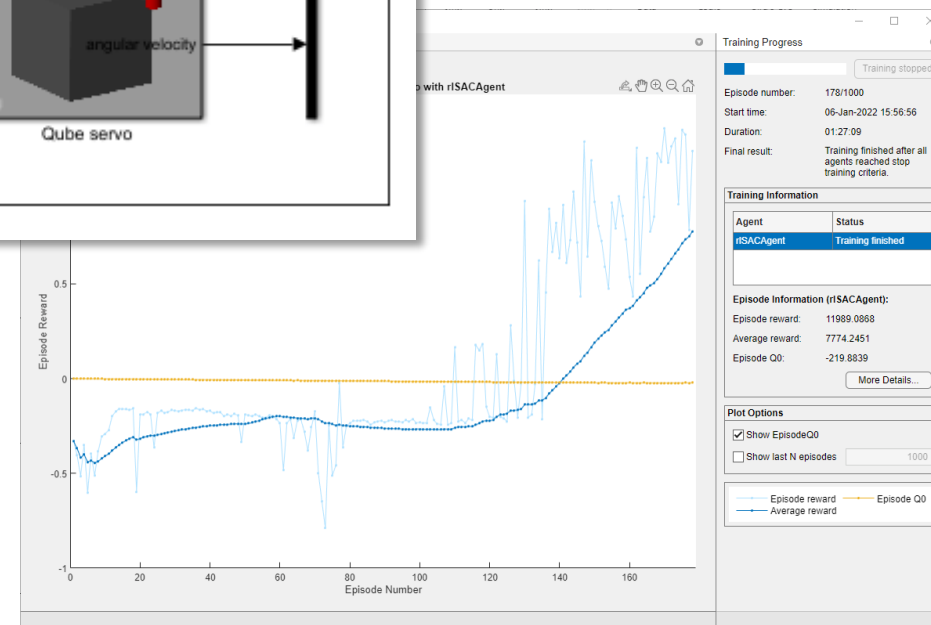 angular velocity
Qube servo
o with rlSACAgent
Training Progress
Training stopped
Episode number: 178/1000
Start time: 06-Jan-2022 15:56:56
Duration: 01:27:09
Final result: Training finished after all
agents reached stop
training criteria.
Training Information
Agent Status
rlSACAgent Training finished
Episode Information (rlSACAgent):
Episode reward: 11989.0868
Average reward: 7774.2451
Episode Q0: -219.8839
More Details...
Plot Options
Show EpisodeQ0
Show last N episodes 1000
Episode reward Episode Q0
Average reward
Episode Reward
0.5
0
-0.5
-1
0 20 40 60 80 100 120 140 160
Episode Number